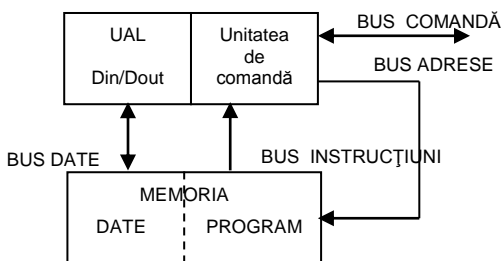 UAL
Din/Dout
Unitatea
de
comandă
BUS COMANDĂ
BUS ADRESE
BUS DATE
BUS INSTRUCŢIUNI
MEMORIA
DATE
PROGRAM